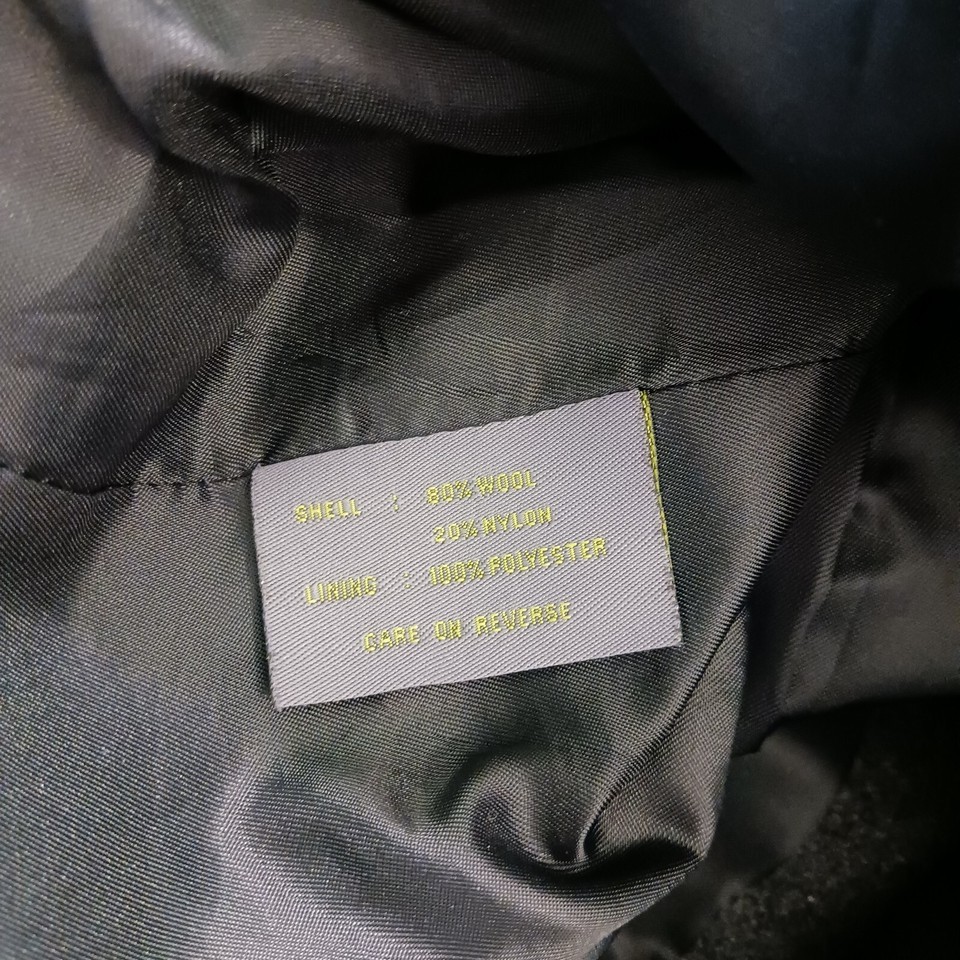 SHELL : 80% WOOL
20% NYLON
LINING : 100% POLYESTER
CARE ON REVERSE